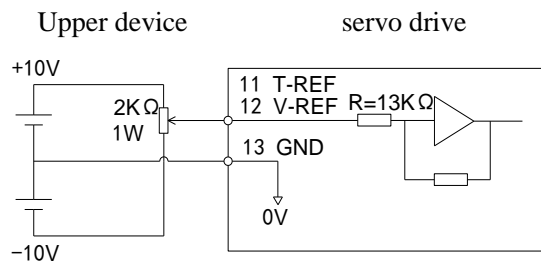 Upper device
servo drive
+10V
11 T-REF
2KΩ
12 V-REF
R=13KΩ
1W
13 GND
0V
−10V